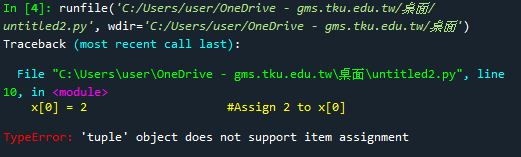 In [4]: runfile('C:/Users/user/OneDrive - gms.tku.edu.tw/桌面/
untitled2.py', wdir='C:/Users/user/OneDrive - gms.tku.edu.tw/桌面')
Traceback (most recent call last):
File "C:\Users\user\OneDrive - gms.tku.edu.tw\桌面\untitled2.py", line
10, in <module>
x[0] = 2 #Assign 2 to x[0]
TypeError: 'tuple' object does not support item assignment